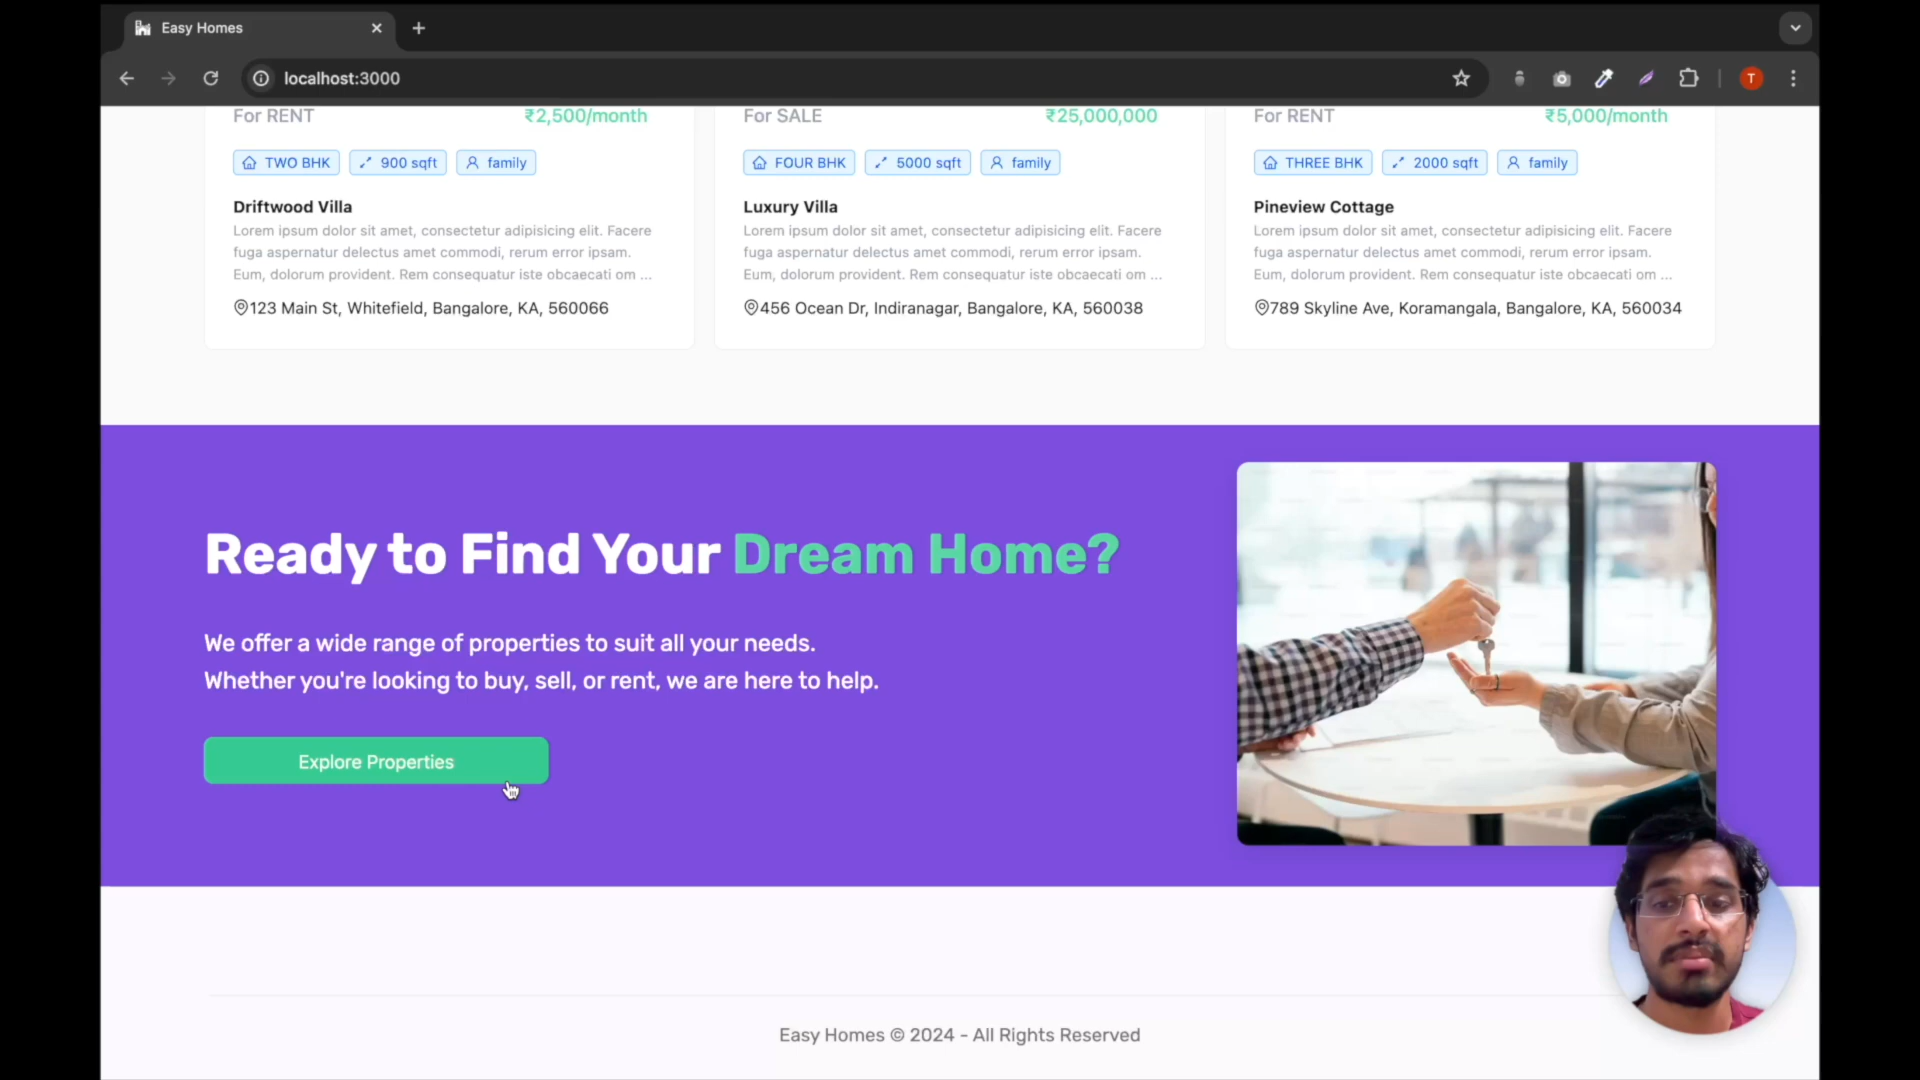 Easy Homes
localhost:3000
T
For RENT ₹2,500/month
TWO BHK 900 sqft family
Driftwood Villa
Lorem ipsum dolor sit amet, consectetur adipisicing elit. Facere
fuga aspernatur delectus amet commodi, rerum error ipsam.
Eum, dolorum provident. Rem consequatur iste obcaecati om ...
123 Main St, Whitefield, Bangalore, KA, 560066
For SALE ₹25,000,000
FOUR BHK 5000 sqft family
Luxury Villa
Lorem ipsum dolor sit amet, consectetur adipisicing elit. Facere
fuga aspernatur delectus amet commodi, rerum error ipsam.
Eum, dolorum provident. Rem consequatur iste obcaecati om ...
456 Ocean Dr, Indiranagar, Bangalore, KA, 560038
For RENT ₹5,000/month
THREE BHK 2000 sqft family
Pineview Cottage
Lorem ipsum dolor sit amet, consectetur adipisicing elit. Facere
fuga aspernatur delectus amet commodi, rerum error ipsam.
Eum, dolorum provident. Rem consequatur iste obcaecati om ...
789 Skyline Ave, Koramangala, Bangalore, KA, 560034
Ready to Find Your Dream Home?
We offer a wide range of properties to suit all your needs.
Whether you're looking to buy, sell, or rent, we are here to help.
Explore Properties
Easy Homes © 2024 - All Rights Reserved